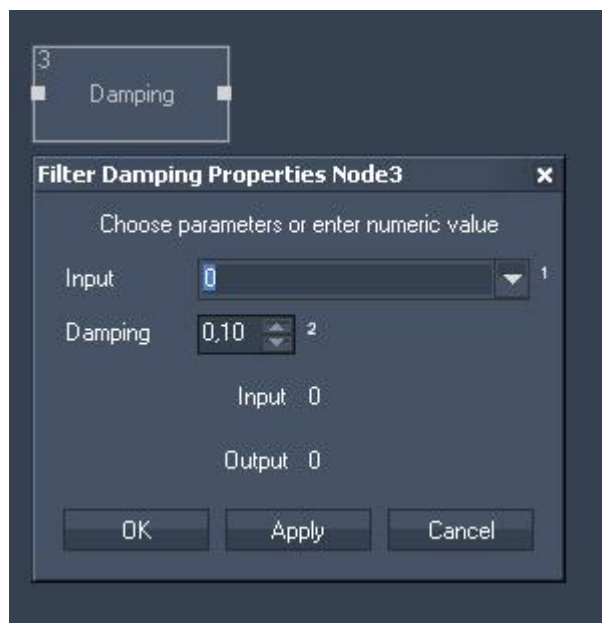 3
Damping
Filter Damping Properties Node3
Choose parameters or enter numeric value
Input 0 1
Damping 0,10 2
Input 0
Output 0
OK Apply Cancel